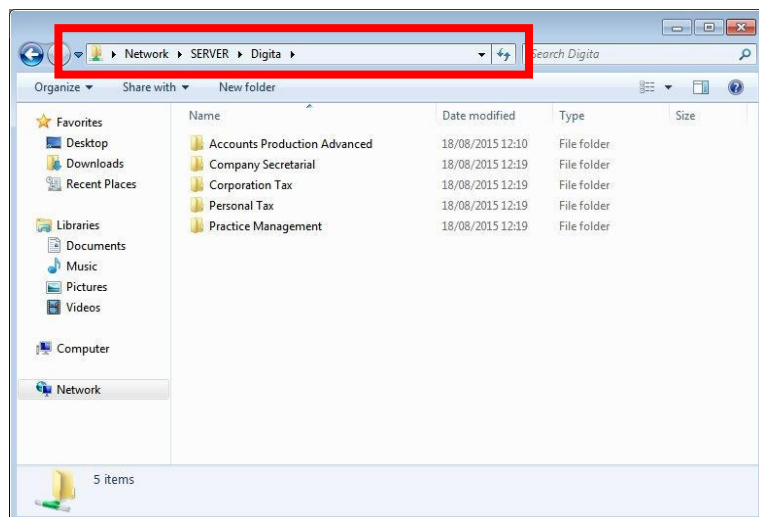 Network SERVER Digita
Search Digita
Organize Share with New folder
Name Date modified Type Size
Favorites
Desktop
Downloads
Recent Places
Libraries
Documents
Music
Pictures
Videos
Computer
Network
Accounts Production Advanced 18/08/2015 12:10 File folder
Company Secretarial 18/08/2015 12:19 File folder
Corporation Tax 18/08/2015 12:19 File folder
Personal Tax 18/08/2015 12:19 File folder
Practice Management 18/08/2015 12:19 File folder
5 items